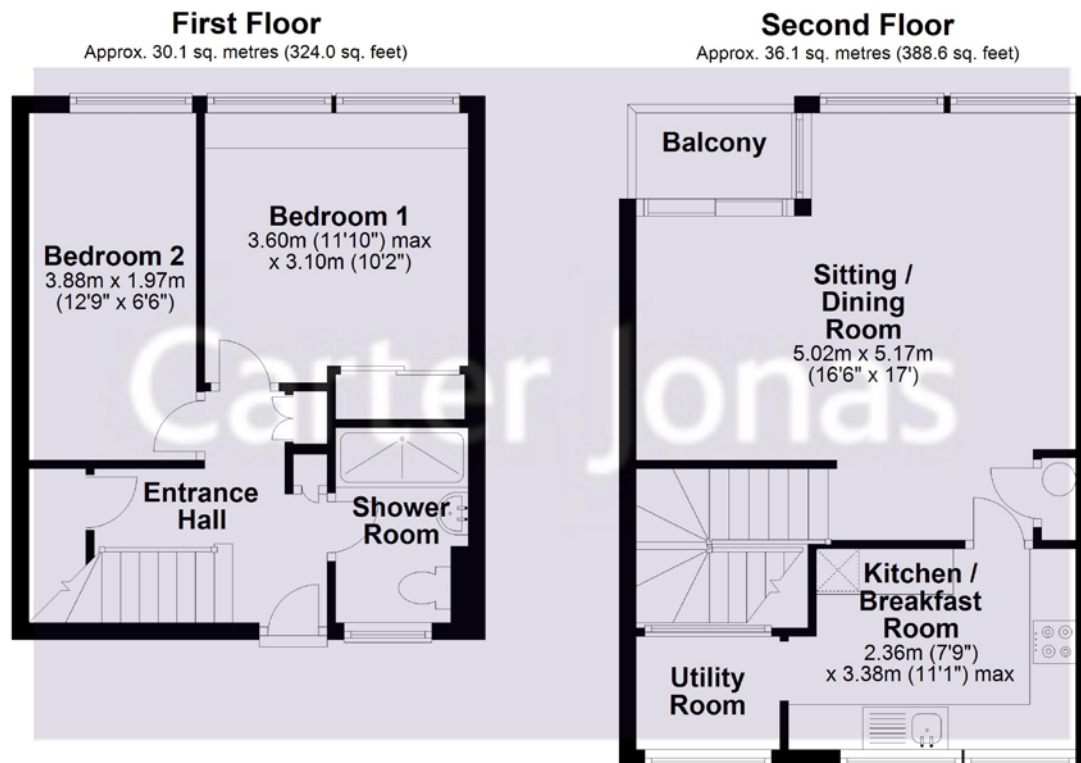 First Floor
Approx. 30.1 sq. metres (324.0 sq. feet)
Bedroom 2
3.88m x 1.97m
(12'9" x 6'6")
Bedroom 1
3.60m (11'10") max
x 3.10m (10'2")
Entrance
Hall
Shower
Room
Second Floor
Approx. 36.1 sq. metres (388.6 sq. feet)
Balcony
Sitting /
Dining
Room
5.02m x 5.17m
(16'6" x 17')
Kitchen /
Breakfast
Room
2.36m (7'9")
x 3.38m (11'1") max
Utility
Room
Carter Jonas